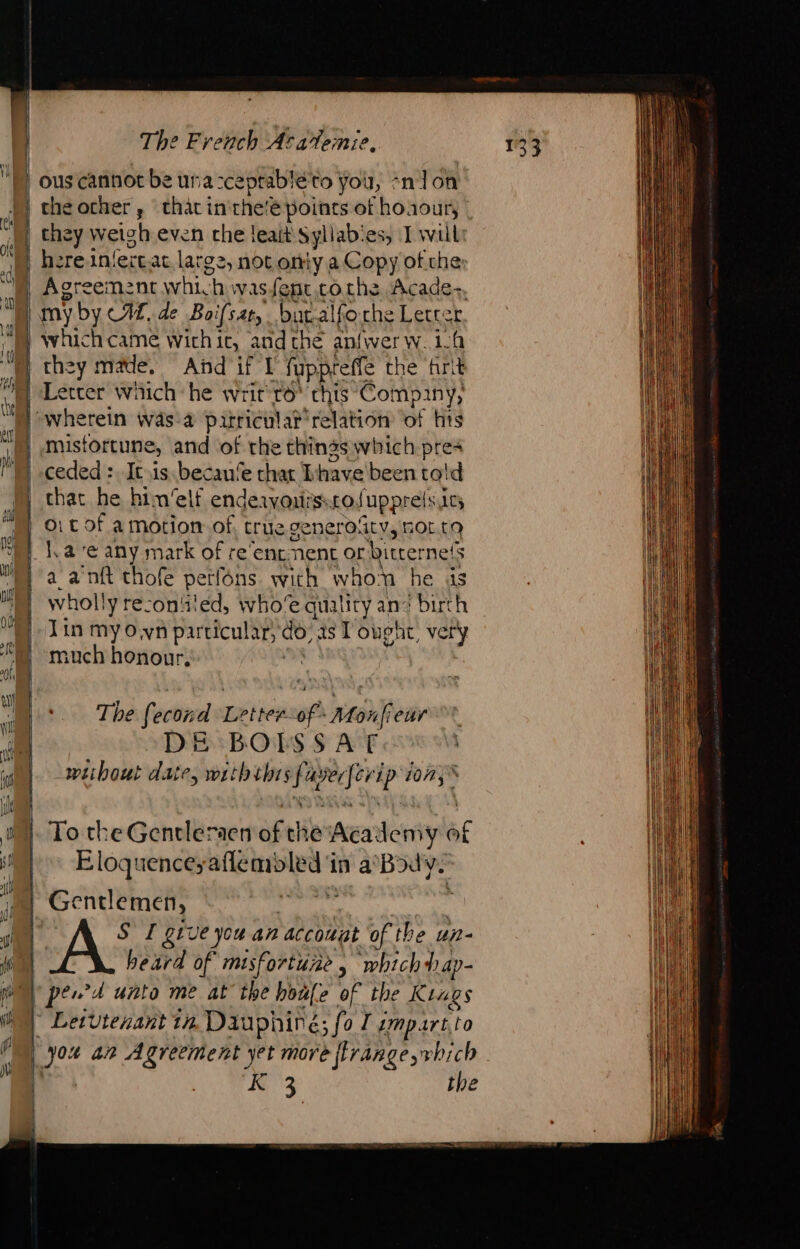 The French Academie. 133
ous cannot be unacceptable to you, and on
the other, that in these points of honour,
they weigh even the least Syllables, I will
here insert at large, not only a Copy of the
Agreement which was sent to the Acade-
my by M. de Boissat, but also the Letter
which came with it, and the answer w.ich
they made. And if I suppresse the first
Letter which he writ to this Company,
wherein was a particular relation of his
misfortune, and of the things which pre-
ceded: It is because that I have been told
that he himself endeavours to suppress it,
out of a motion of true generosity, not to
leave any mark of resentment or bitterness
against those persons with whom he is
wholly reconciled, whose quality and birth
I in my own particular, do, as I ought, very
much honour.
The second Letter of Monsieur
DE BOISSAT
without date, with this superscription,
To the Gentlemen of the Academy of
Eloquence, assembled in a Body.
Gentlemen,
AS I give you an account of the un-
heard of misfortune, which hap-
pen'd unto me at the house of the Kings
Leivtenant in Dauphiné; so I impart to
you an Agreement yet more strange, which
K 3 the